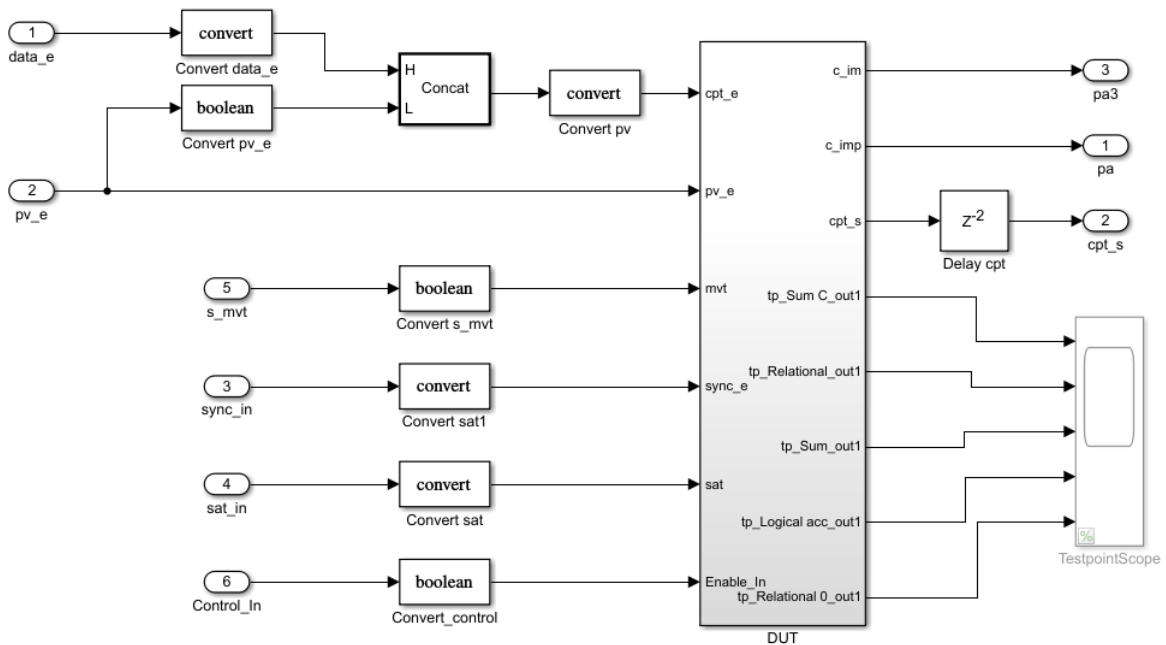 1
data_e
convert
Convert data_e
boolean
Convert pv_e
H
L
Concat
convert
Convert pv
2
pv_e
5
s_mvt
boolean
Convert s_mvt
3
sync_in
convert
Convert sat1
4
sat_in
convert
Convert sat
6
Control_In
boolean
Convert_control
cpt_e
pv_e
mvt
sync_e
sat
Enable_In
c_im
c_imp
cpt_s
tp_Sum C_out1
tp_Relational_out1
tp_Sum_out1
tp_Logical acc_out1
tp_Relational 0_out1
DUT
3
pa3
1
pa
Z-2
Delay cpt
2
cpt_s
%
TestpointScope